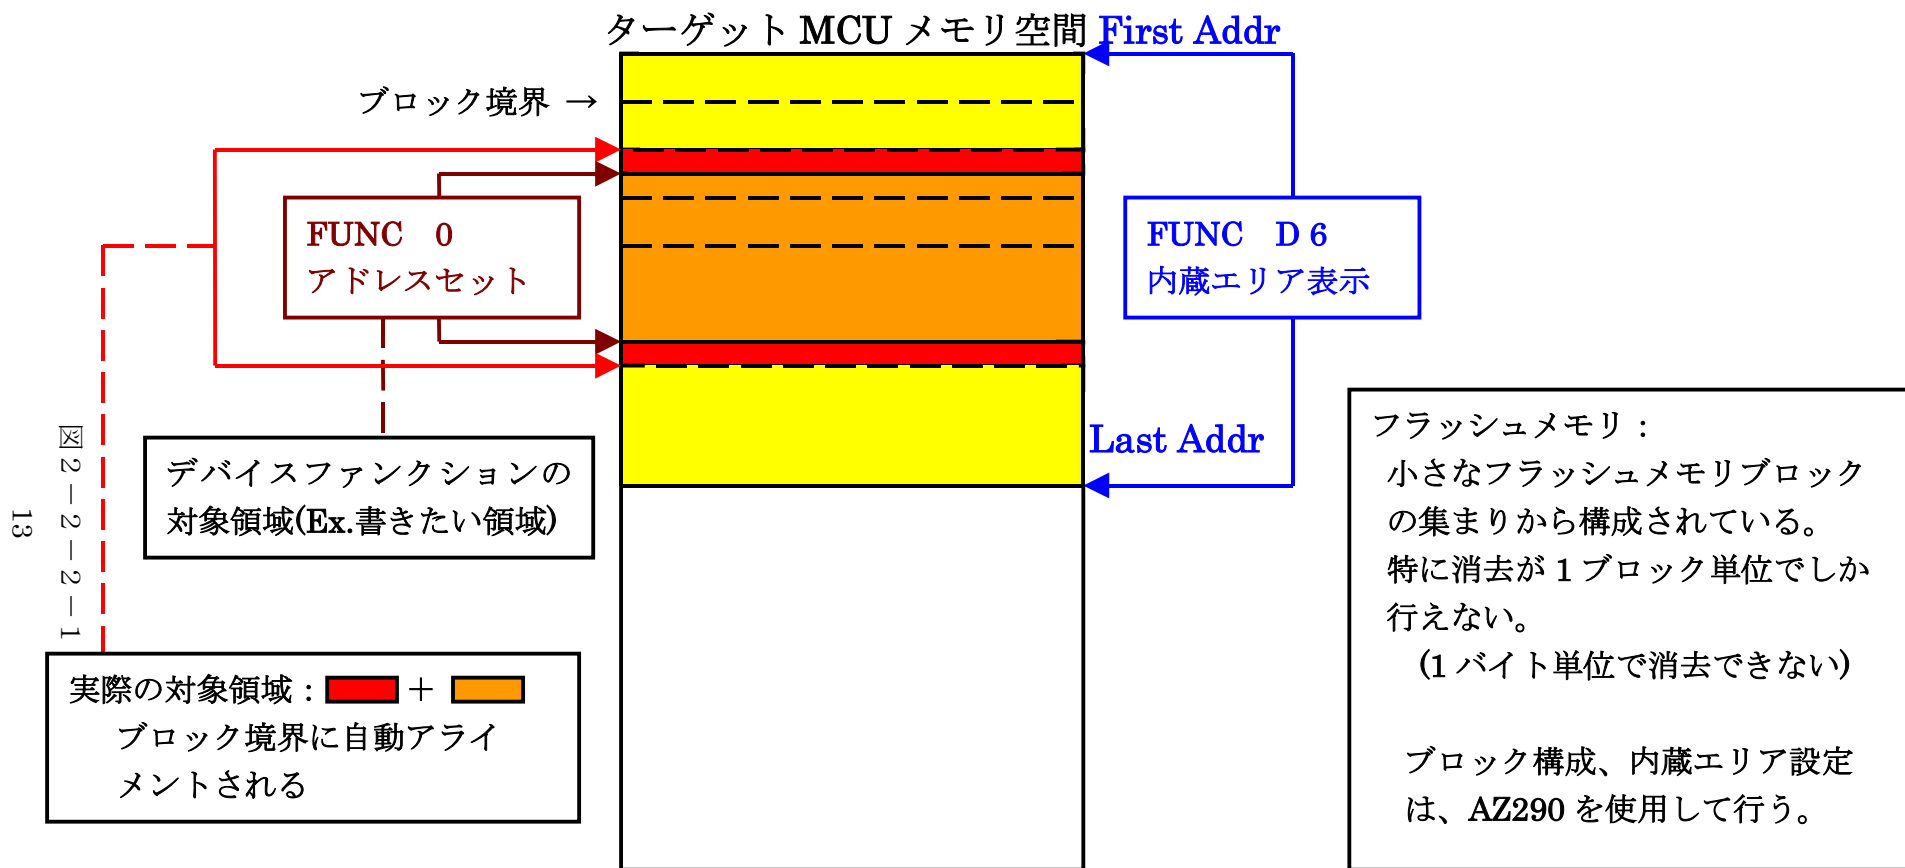 ターゲット MCU メモリ空間
First Addr
ブロック境界 →
FUNC 0
アドレスセット
FUNC D 6
内蔵エリア表示
Last Addr
デバイスファンクションの
対象領域(Ex.書きたい領域)
フラッシュメモリ：
小さなフラッシュメモリブロック
の集まりから構成されている。
特に消去が 1 ブロック単位でしか
行えない。
(1 バイト単位で消去できない)
ブロック構成、内蔵エリア設定
は、AZ290 を使用して行う。
実際の対象領域： ＋
ブロック境界に自動アライ
メントされる
図２－２－２－１
13